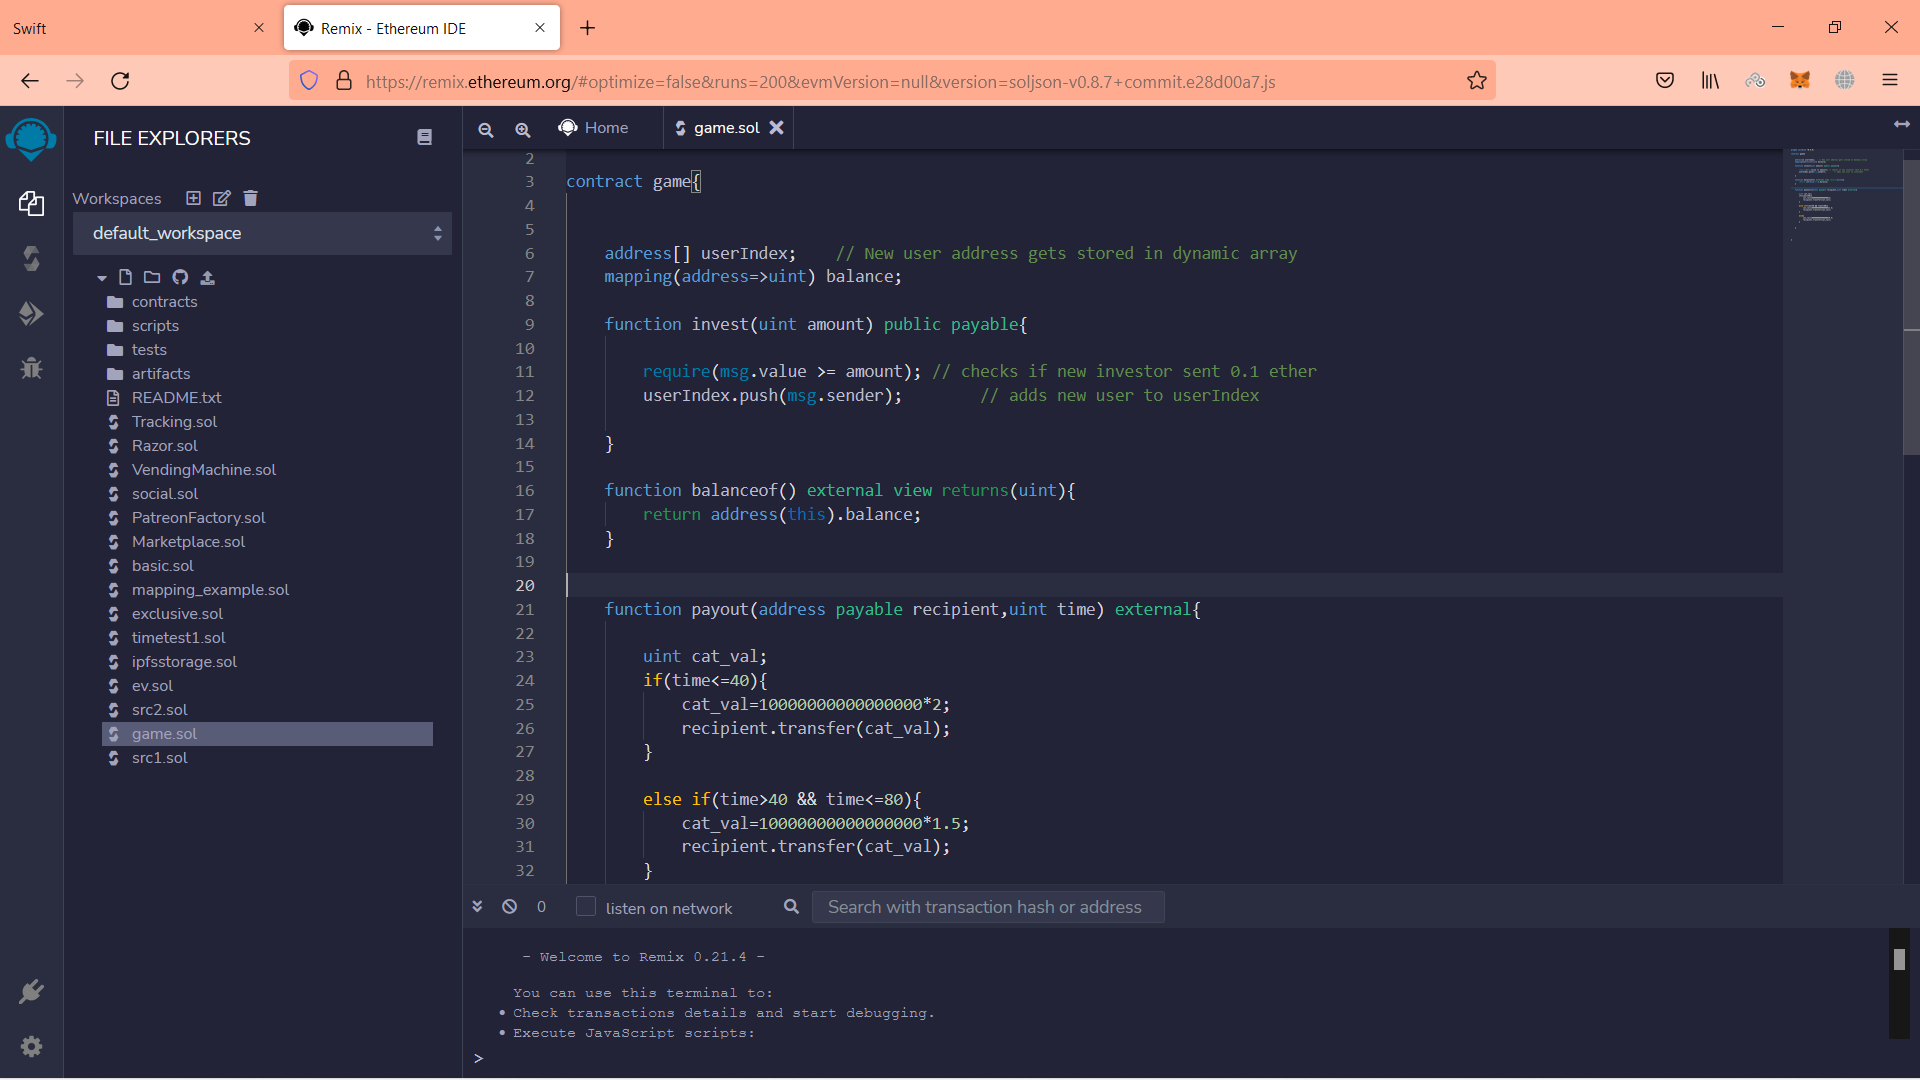 Swift
Remix - Ethereum IDE
https://remix.ethereum.org/#optimize=false&runs=200&evmVersion=null&version=soljson-v0.8.7+commit.e28d00a7.js
FILE EXPLORERS
Workspaces
default_workspace
contracts
scripts
tests
artifacts
README.txt
Tracking.sol
Razor.sol
VendingMachine.sol
social.sol
PatreonFactory.sol
Marketplace.sol
basic.sol
mapping_example.sol
exclusive.sol
timetest1.sol
ipfsstorage.sol
ev.sol
src2.sol
game.sol
src1.sol
Home
game.sol
2
3 contract game{
4
5
6 address[] userIndex; // New user address gets stored in dynamic array
7 mapping(address=>uint) balance;
8
9 function invest(uint amount) public payable{
10
11 require(msg.value >= amount); // checks if new investor sent 0.1 ether
12 userIndex.push(msg.sender); // adds new user to userIndex
13
14 }
15
16 function balanceof() external view returns(uint){
17 return address(this).balance;
18 }
19
20
21 function payout(address payable recipient,uint time) external{
22
23 uint cat_val;
24 if(time<=40){
25 cat_val=10000000000000000*2;
26 recipient.transfer(cat_val);
27 }
28
29 else if(time>40 && time<=80){
30 cat_val=10000000000000000*1.5;
31 recipient.transfer(cat_val);
32 }
0
listen on network
Search with transaction hash or address
- Welcome to Remix 0.21.4 -
You can use this terminal to:
• Check transactions details and start debugging.
• Execute JavaScript scripts:
>